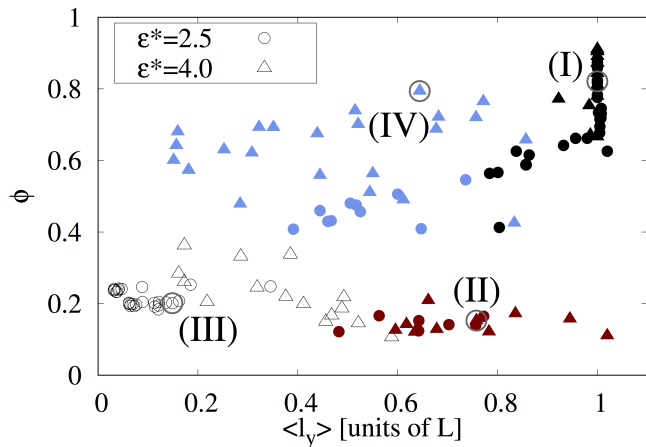 1
ε*=2.5
ε*=4.0
(I)
0.8
(IV)
0.6
ϕ
0.4
(II)
0.2
(III)
0
0 0.2 0.4 0.6 0.8 1
<l_y> [units of L]